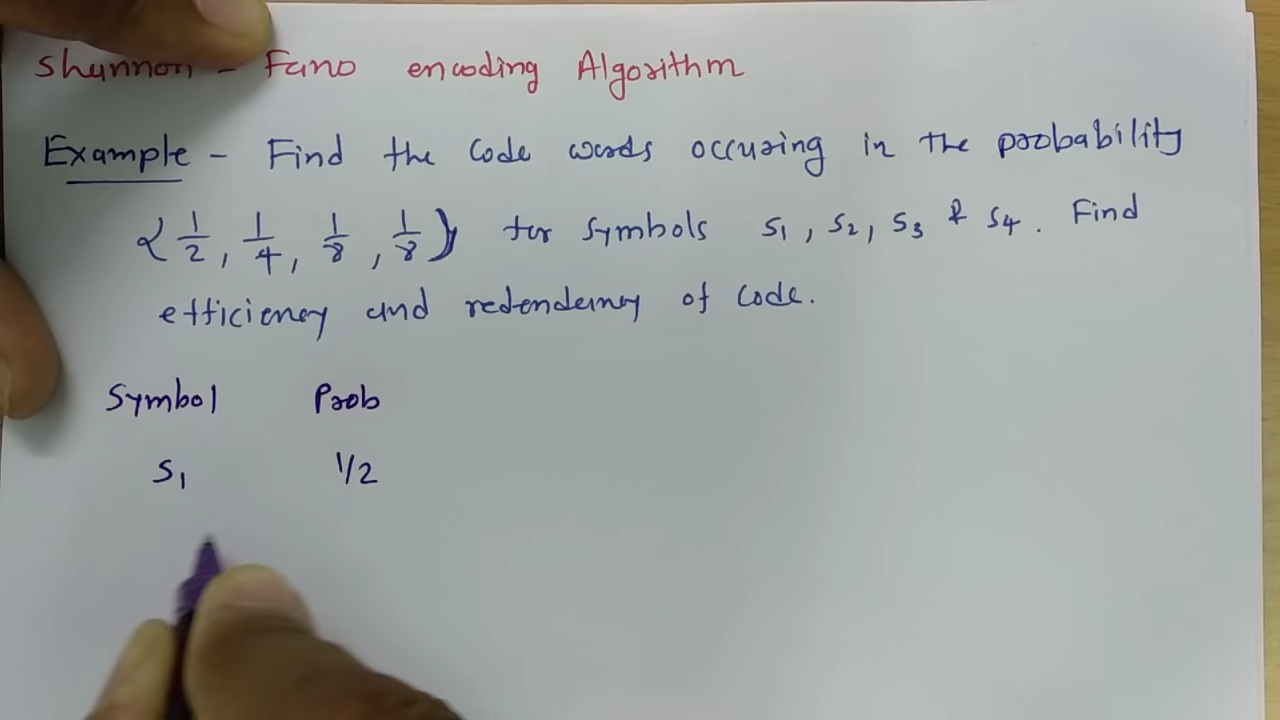 Shannon - Fano encoding Algorithm
Example - Find the code words occuring in the probability
{1/2, 1/4, 1/8, 1/8} for symbols S1, S2, S3 & S4. Find
efficiency and redendency of code.
Symbol Prob
S1 1/2